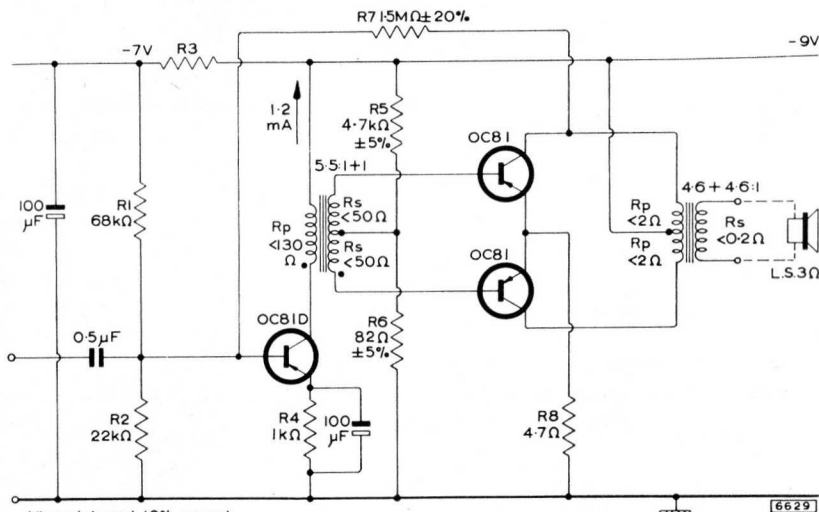 R7 1·5MΩ±20%
-7V
R3
-9V
1·2
mA
R5
4·7kΩ
±5%
OC81
5·5:1+1
4·6+4·6:1
100
µF
R1
68kΩ
Rp
<130
Ω
Rs
<50Ω
Rs
<50Ω
Rp
<2Ω
Rp
<2Ω
Rs
<0·2Ω
L.S.3Ω
OC81
OC81D
0·5µF
R6
82Ω
±5%
R2
22kΩ
R4
1kΩ
100
µF
R8
4·7Ω
6629